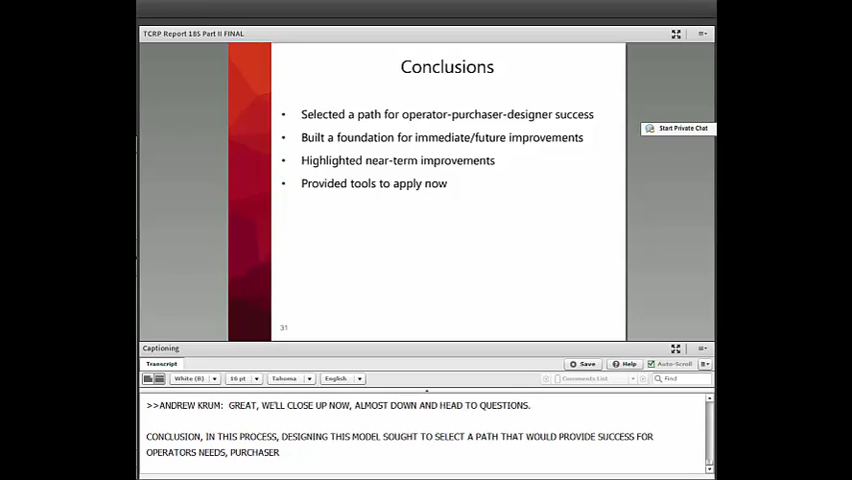 TCRP Report 185 Part II FINAL
Conclusions
• Selected a path for operator-purchaser-designer success
• Built a foundation for immediate/future improvements
• Highlighted near-term improvements
• Provided tools to apply now
31
Start Private Chat
Captioning
Transcript
Save
Help
Auto-Scroll
White (B)
16 pt
Tahoma
English
Comments List
Find
>>ANDREW KRUM: GREAT, WE'LL CLOSE UP NOW, ALMOST DOWN AND HEAD TO QUESTIONS.
CONCLUSION, IN THIS PROCESS, DESIGNING THIS MODEL SOUGHT TO SELECT A PATH THAT WOULD PROVIDE SUCCESS FOR
OPERATORS NEEDS, PURCHASER